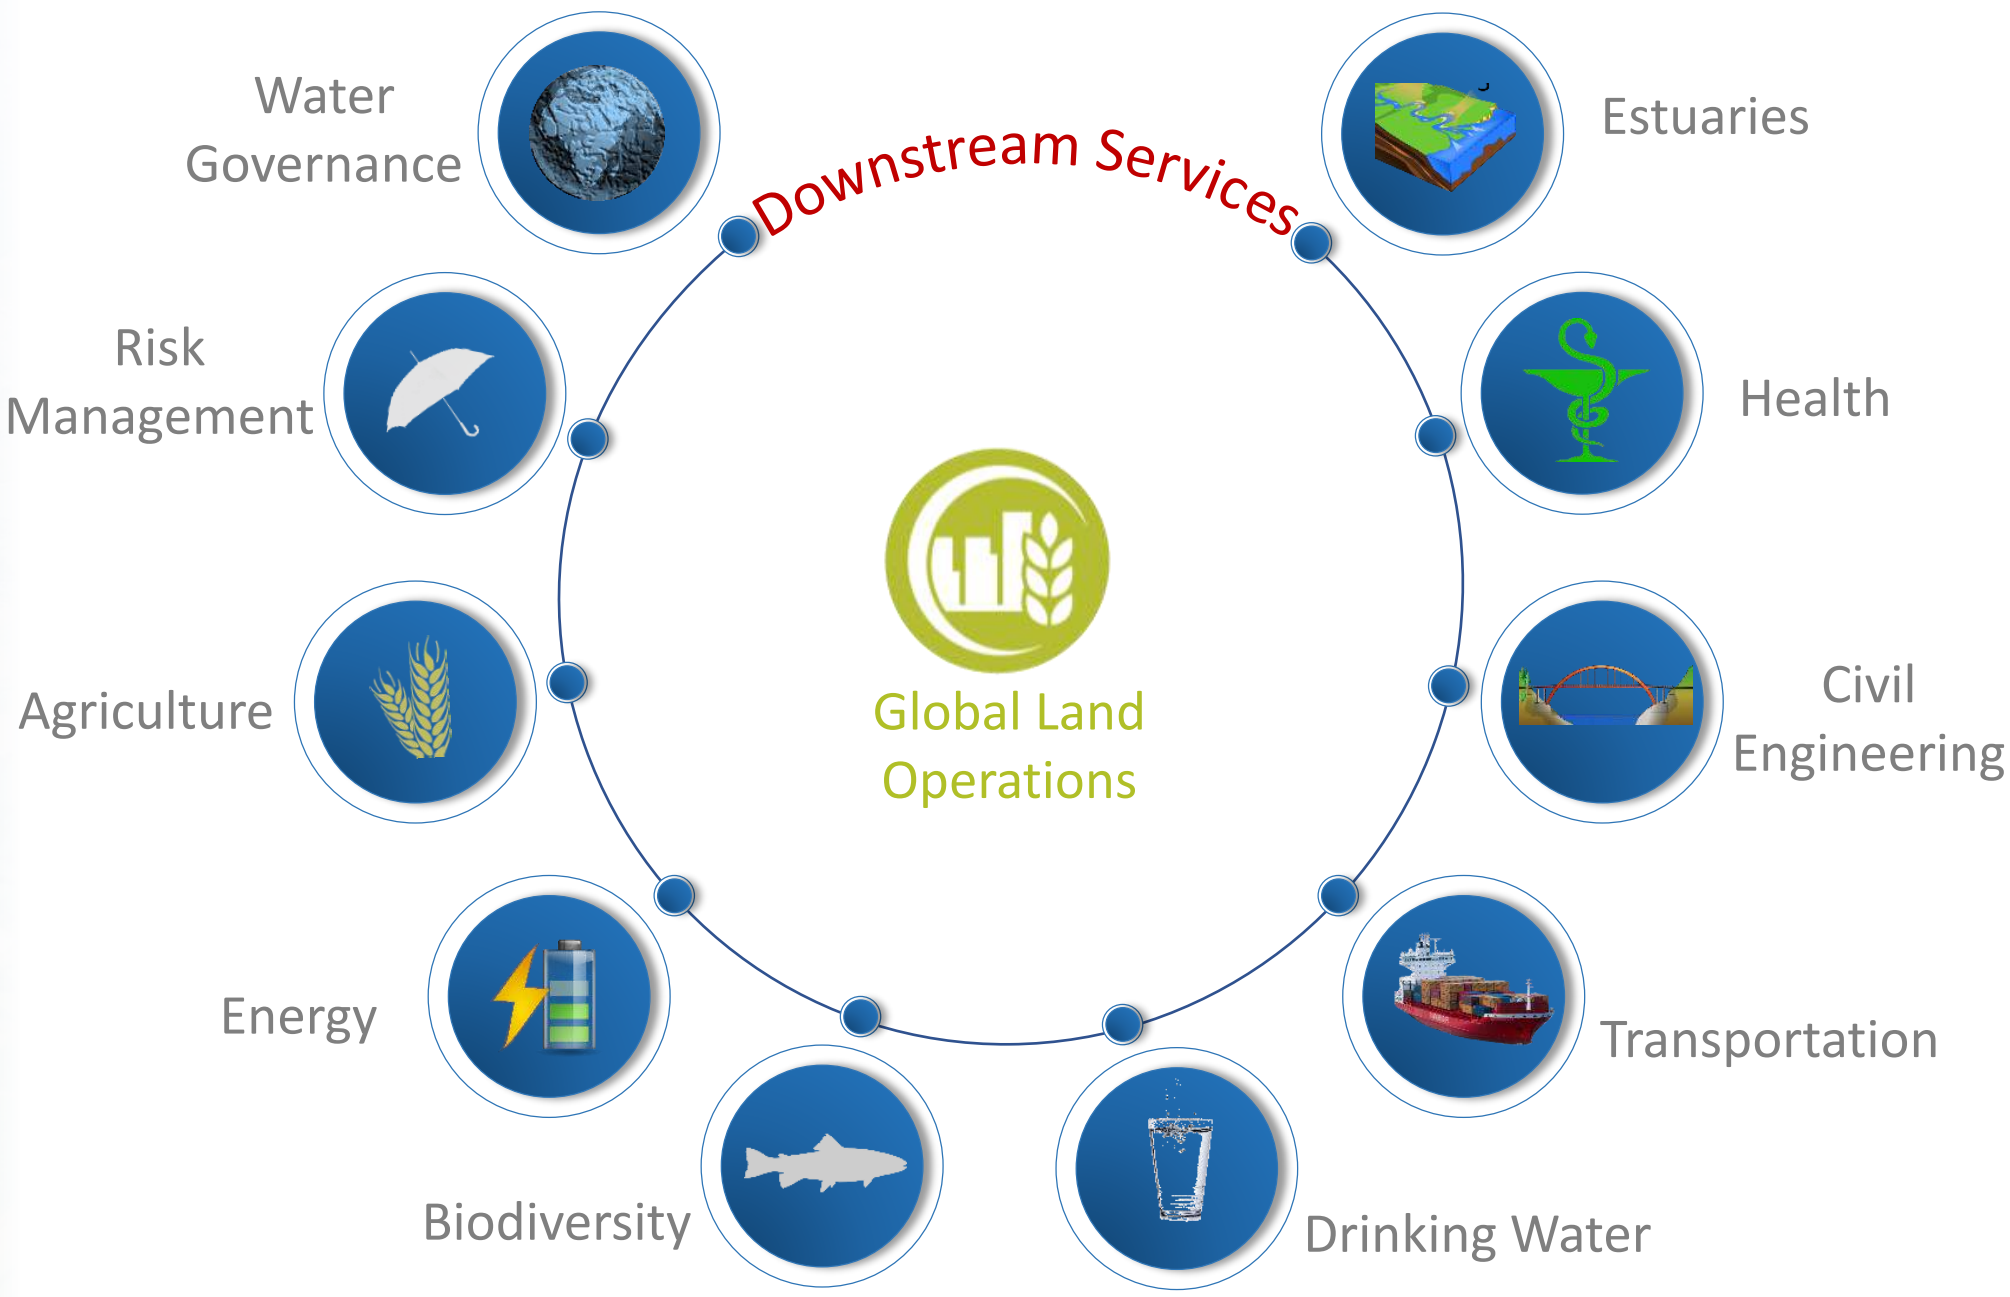 Downstream Services
Water
Governance
Estuaries
Risk
Management
Health
Agriculture
Global Land
Operations
Civil
Engineering
Energy
Transportation
Biodiversity
Drinking Water